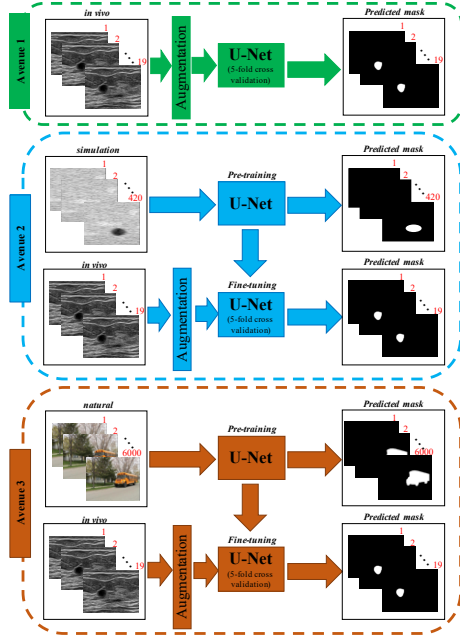 Avenue 1
in vivo
1
2
19
Augmentation
U-Net
(5-fold cross
validation)
Predicted mask
1
2
19
Avenue 2
simulation
1
2
420
Pre-training
U-Net
Predicted mask
1
2
420
in vivo
1
2
19
Augmentation
Fine-tuning
U-Net
(5-fold cross
validation)
Predicted mask
1
2
19
Avenue 3
natural
1
2
6000
Pre-training
U-Net
Predicted mask
1
2
6000
in vivo
1
2
19
Augmentation
Fine-tuning
U-Net
(5-fold cross
validation)
Predicted mask
1
2
19